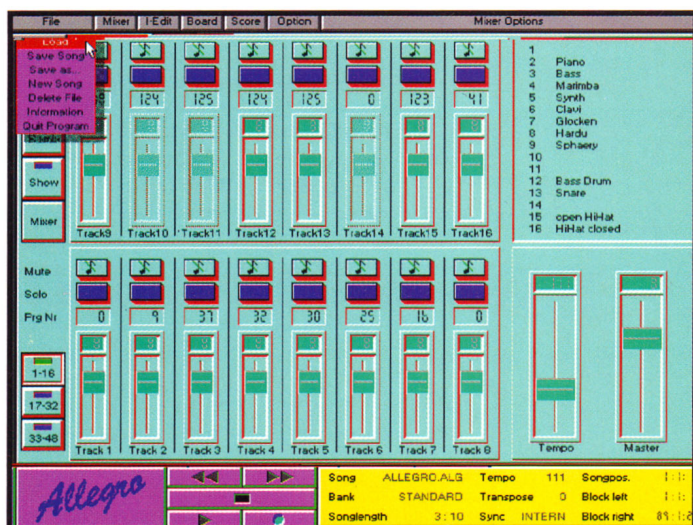 File Mixer I-Edit Board Score Option Mixer Options
Load
Save Song
Save as...
New Song
Delete File
Information
Quit Program
124 125 124 125 0 123 41
Show
Mixer
Track9 Track10 Track11 Track12 Track13 Track14 Track15 Track16
1
2 Piano
3 Bass
4 Marimba
5 Synth
6 Clavi
7 Glocken
8 Hardu
9 Sphaery
10
11
12 Bass Drum
13 Snare
14
15 open HiHat
16 HiHat closed
Mute
Solo
Prg Nr 0 9 37 32 30 25 16 0
1-16
17-32
33-48
Track 1 Track 2 Track 3 Track 4 Track 5 Track 6 Track 7 Track 8
Tempo Master
Allegro
Song ALLEGRO.ALG Tempo 111 Songpos.
Bank STANDARD Transpose 0 Block left
Songlength 3:10 Sync INTERN Block right